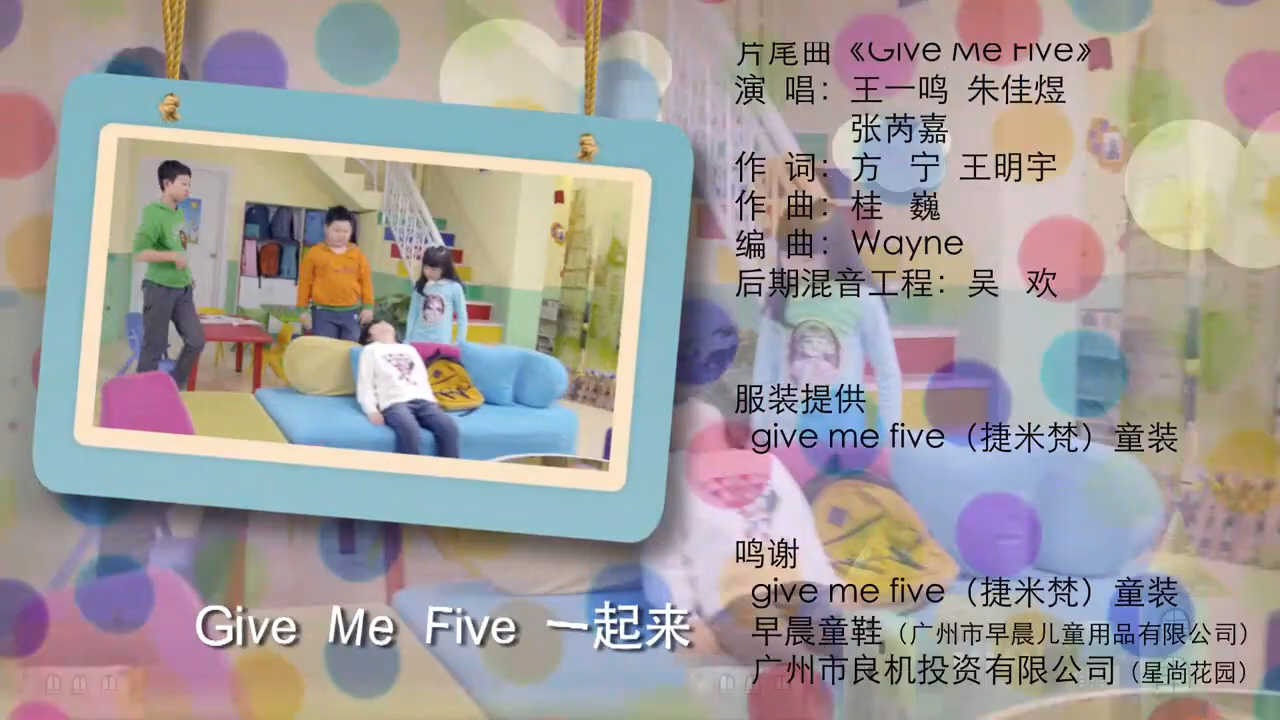 片尾曲《Give Me Five》
演 唱：王一鸣 朱佳煜
张芮嘉
作 词：方 宁 王明宇
作 曲：桂 巍
编 曲：Wayne
后期混音工程：吴 欢
服装提供
give me five（捷米梵）童装
鸣谢
give me five（捷米梵）童装
早晨童鞋（广州市早晨儿童用品有限公司）
广州市良机投资有限公司（星尚花园）
Give Me Five 一起来